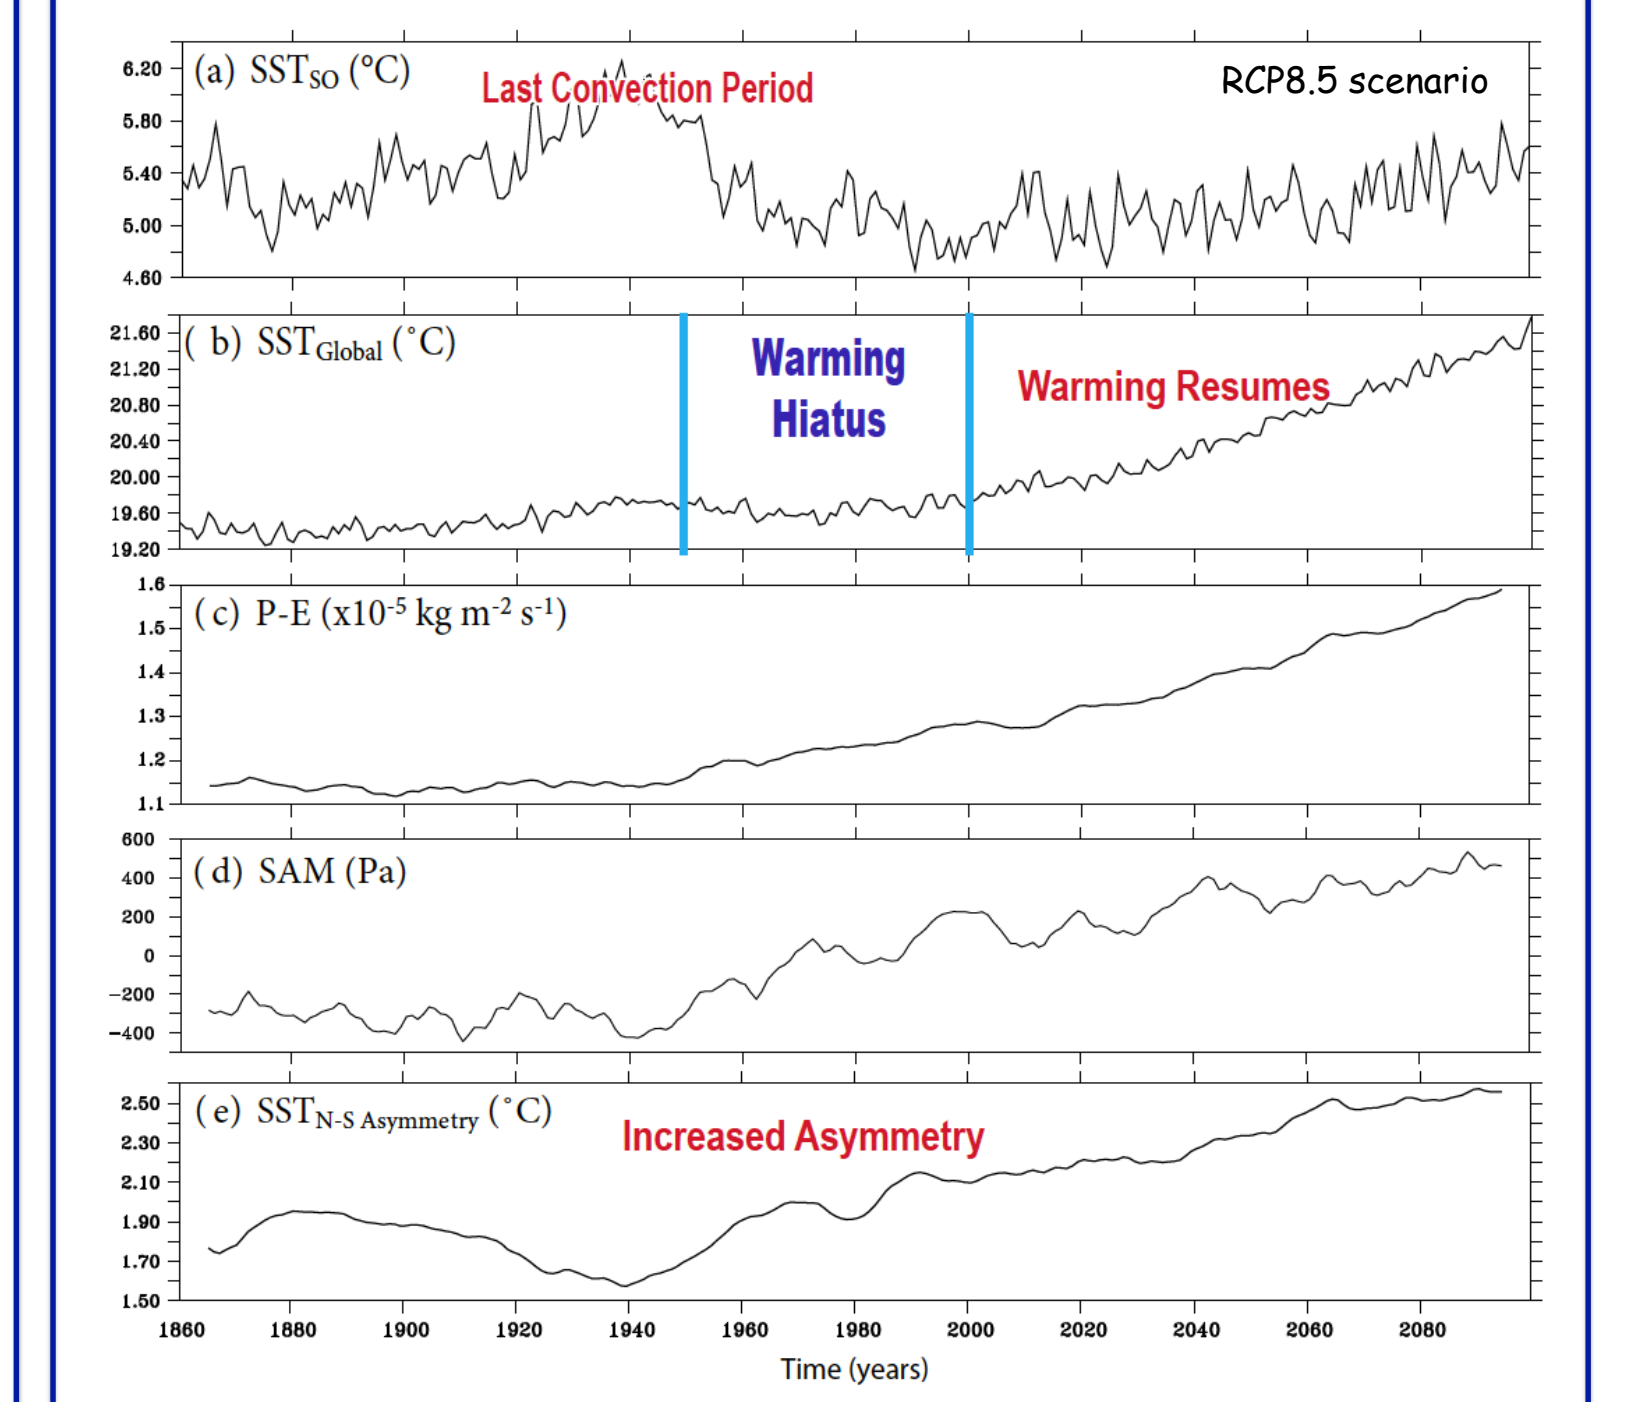 (a) SSTSO (°C)
Last Convection Period
RCP8.5 scenario
6.20
5.80
5.40
5.00
4.60
( b) SSTGlobal (˚C)
Warming
Hiatus
Warming Resumes
21.60
21.20
20.80
20.40
20.00
19.60
19.20
( c) P-E (x10-5 kg m-2 s-1)
1.6
1.5
1.4
1.3
1.2
1.1
( d) SAM (Pa)
600
400
200
0
−200
−400
( e) SSTN-S Asymmetry (˚C)
Increased Asymmetry
2.50
2.30
2.10
1.90
1.70
1.50
1860 1880 1900 1920 1940 1960 1980 2000 2020 2040 2060 2080
Time (years)